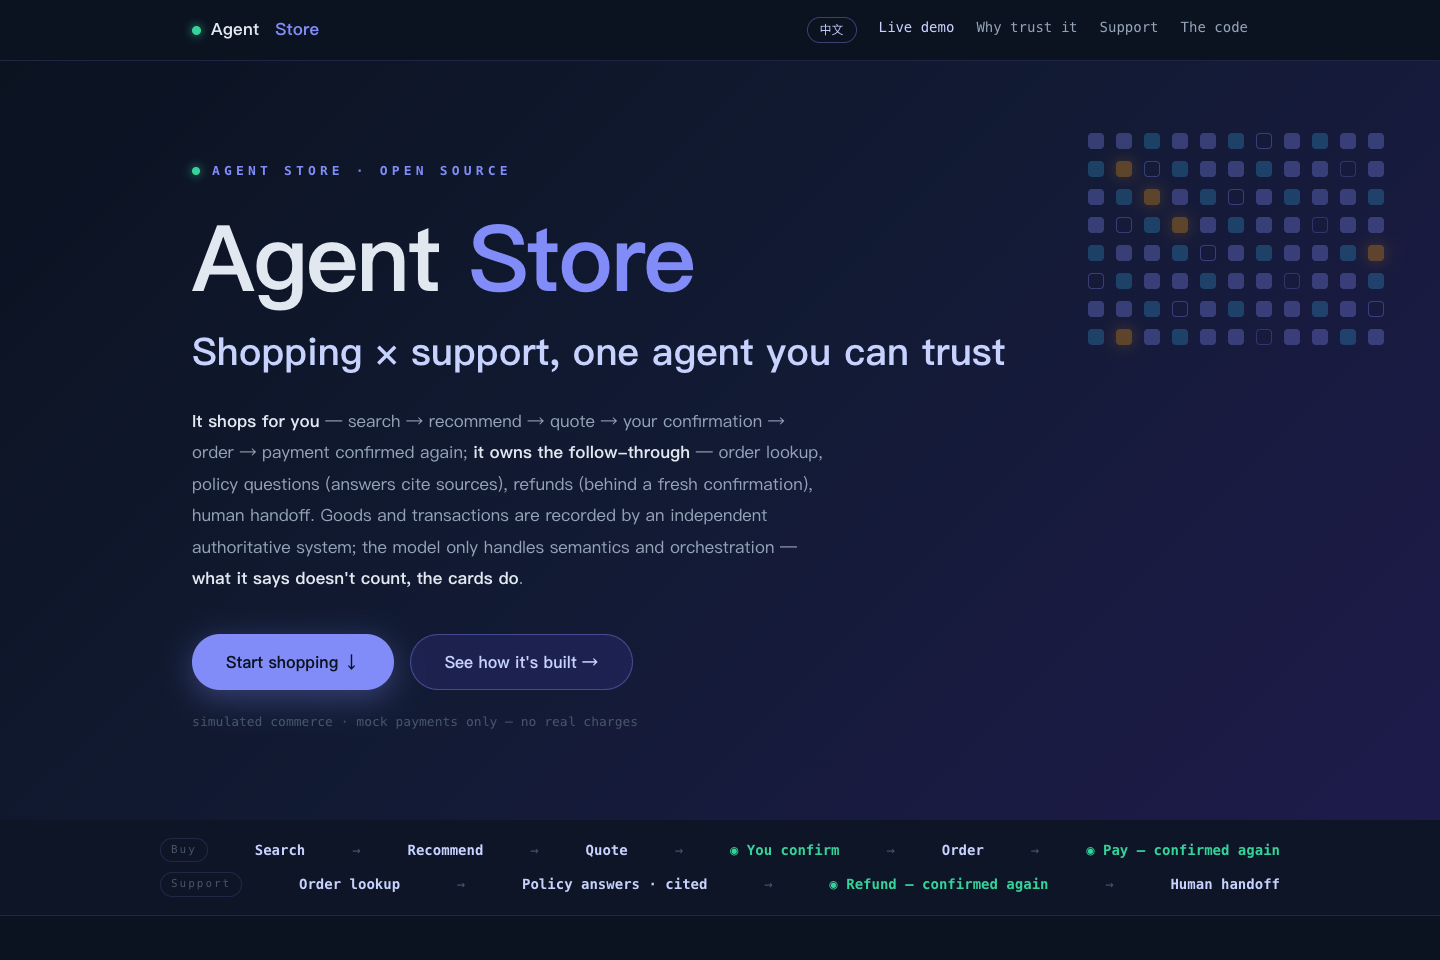 Agent Store
中文 Live demo Why trust it Support The code
AGENT STORE · OPEN SOURCE
Agent Store
Shopping × support, one agent you can trust
It shops for you — search → recommend → quote → your confirmation →
order → payment confirmed again; it owns the follow-through — order lookup,
policy questions (answers cite sources), refunds (behind a fresh confirmation),
human handoff. Goods and transactions are recorded by an independent
authoritative system; the model only handles semantics and orchestration —
what it says doesn't count, the cards do.
Start shopping ↓ See how it's built →
simulated commerce · mock payments only — no real charges
Buy Search → Recommend → Quote → ◉ You confirm → Order → ◉ Pay — confirmed again
Support Order lookup → Policy answers · cited → ◉ Refund — confirmed again → Human handoff